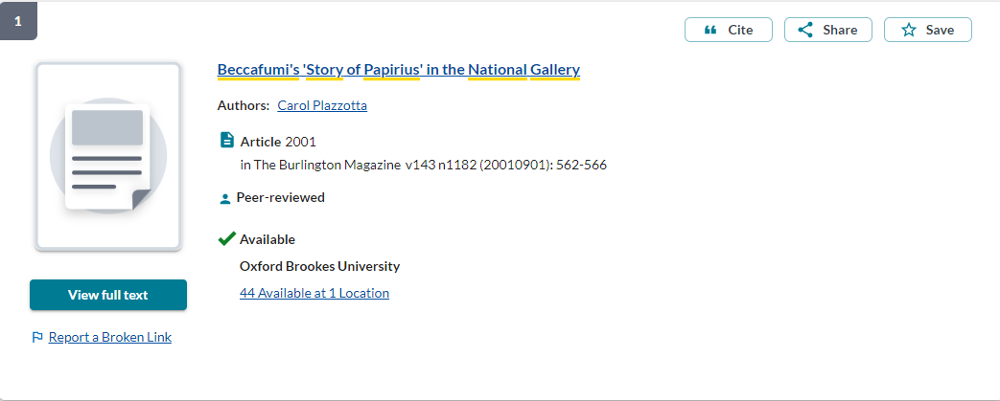 1
Cite
Share
Save
Beccafumi's 'Story of Papirius' in the National Gallery
Authors: Carol Plazzotta
Article 2001
in The Burlington Magazine v143 n1182 (20010901): 562-566
Peer-reviewed
Available
Oxford Brookes University
44 Available at 1 Location
View full text
Report a Broken Link